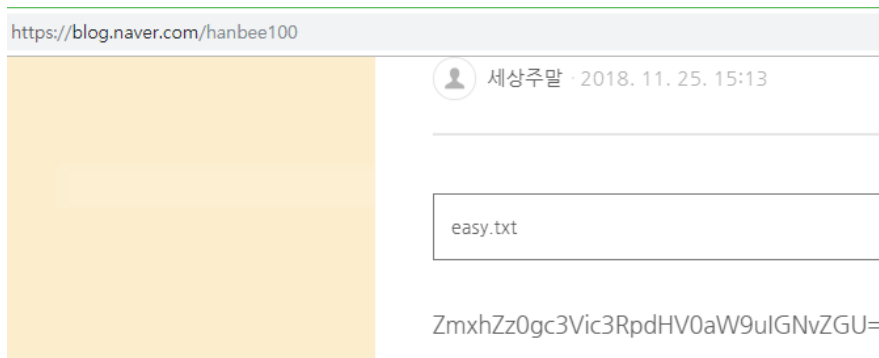 https://blog.naver.com/hanbee100
세상주말 · 2018. 11. 25. 15:13
easy.txt
ZmxhZz0gc3Vic3RpdHV0aW9uIGNvZGU=